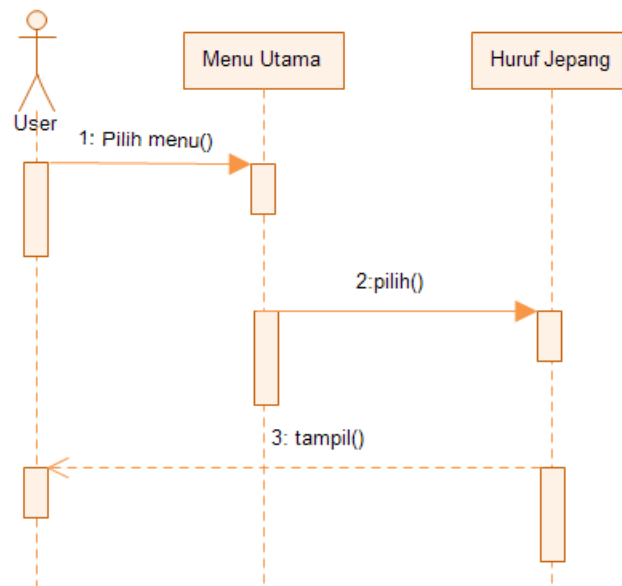 Menu Utama
Huruf Jepang
User
1: Pilih menu()
2:pilih()
3: tampil()